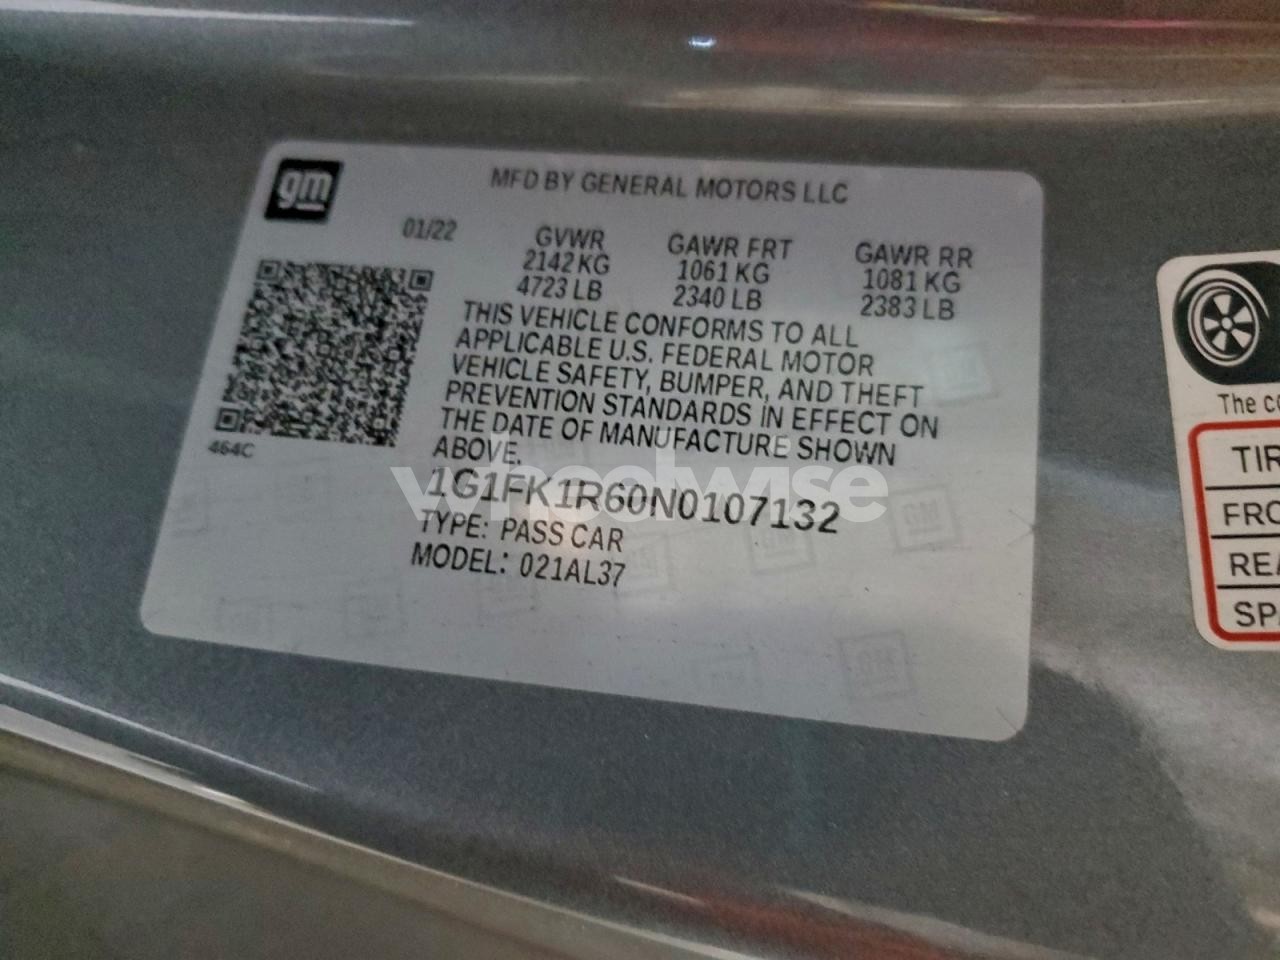 gm
MFD BY GENERAL MOTORS LLC
01/22
GVWR GAWR FRT GAWR RR
2142 KG 1061 KG 1081 KG
4723 LB 2340 LB 2383 LB
THIS VEHICLE CONFORMS TO ALL
APPLICABLE U.S. FEDERAL MOTOR
VEHICLE SAFETY, BUMPER, AND THEFT
PREVENTION STANDARDS IN EFFECT ON
THE DATE OF MANUFACTURE SHOWN
ABOVE.
464C
1G1FK1R60N0107132
TYPE: PASS CAR
MODEL: 021AL37
wheelwise
The co
TIR
FRO
REA
SPA